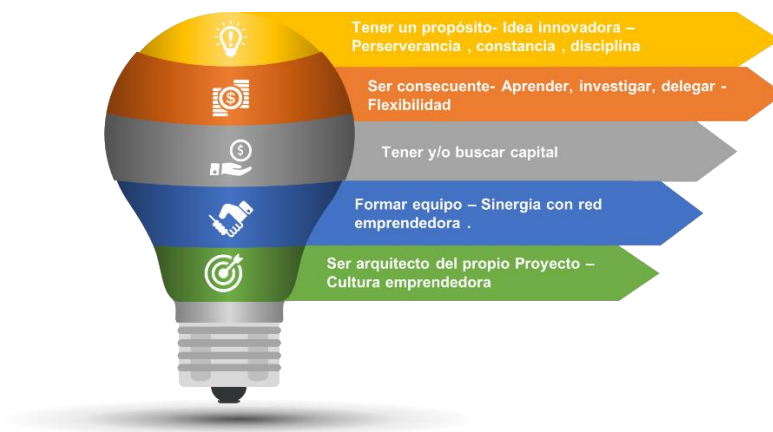 Tener un propósito- Idea innovadora –
Perserverancia , constancia , disciplina
Ser consecuente- Aprender, investigar, delegar -
Flexibilidad
Tener y/o buscar capital
Formar equipo – Sinergia con red
emprendedora .
Ser arquitecto del propio Proyecto –
Cultura emprendedora